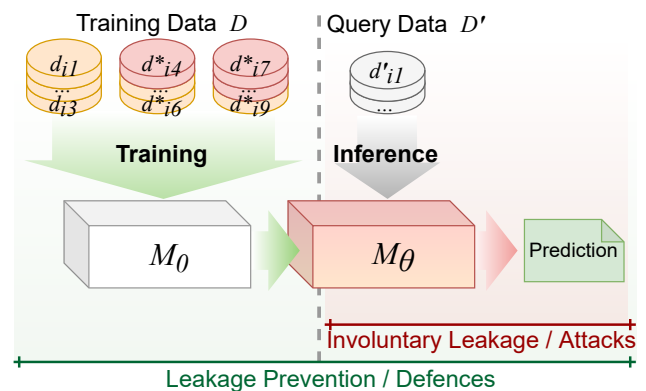 Training Data D
Query Data D′
d_i1
...
d_i3
d*_i4
...
d*_i6
d*_i7
...
d*_i9
d′_i1
...
Training
Inference
M_0
M_θ
Prediction
Involuntary Leakage / Attacks
Leakage Prevention / Defences